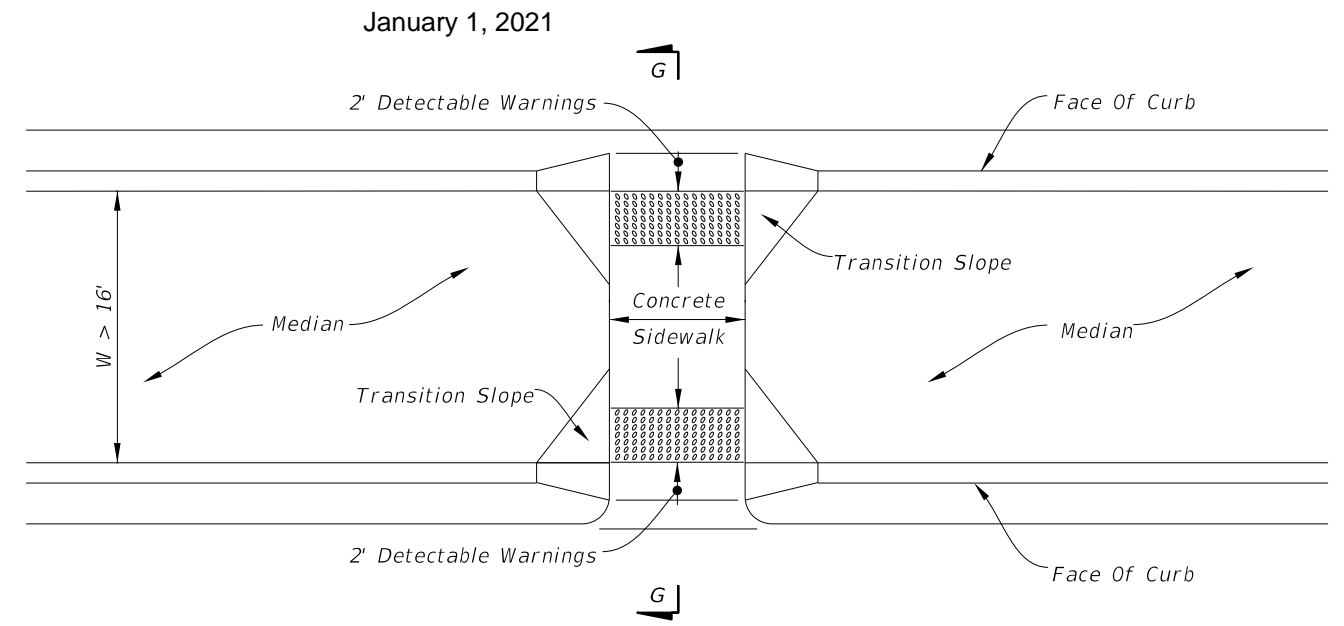 January 1, 2021
G
2' Detectable Warnings
Face Of Curb
Transition Slope
W > 16'
Concrete
Sidewalk
Median
Median
Transition Slope
2' Detectable Warnings
Face Of Curb
G